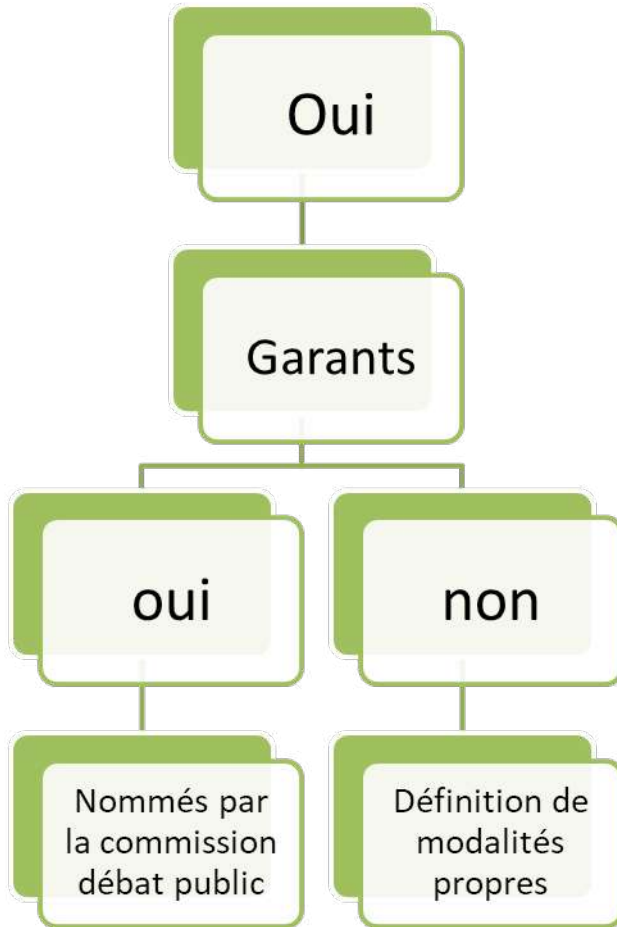 Oui
Garants
oui
non
Nommés par
la commission
débat public
Définition de
modalités
propres